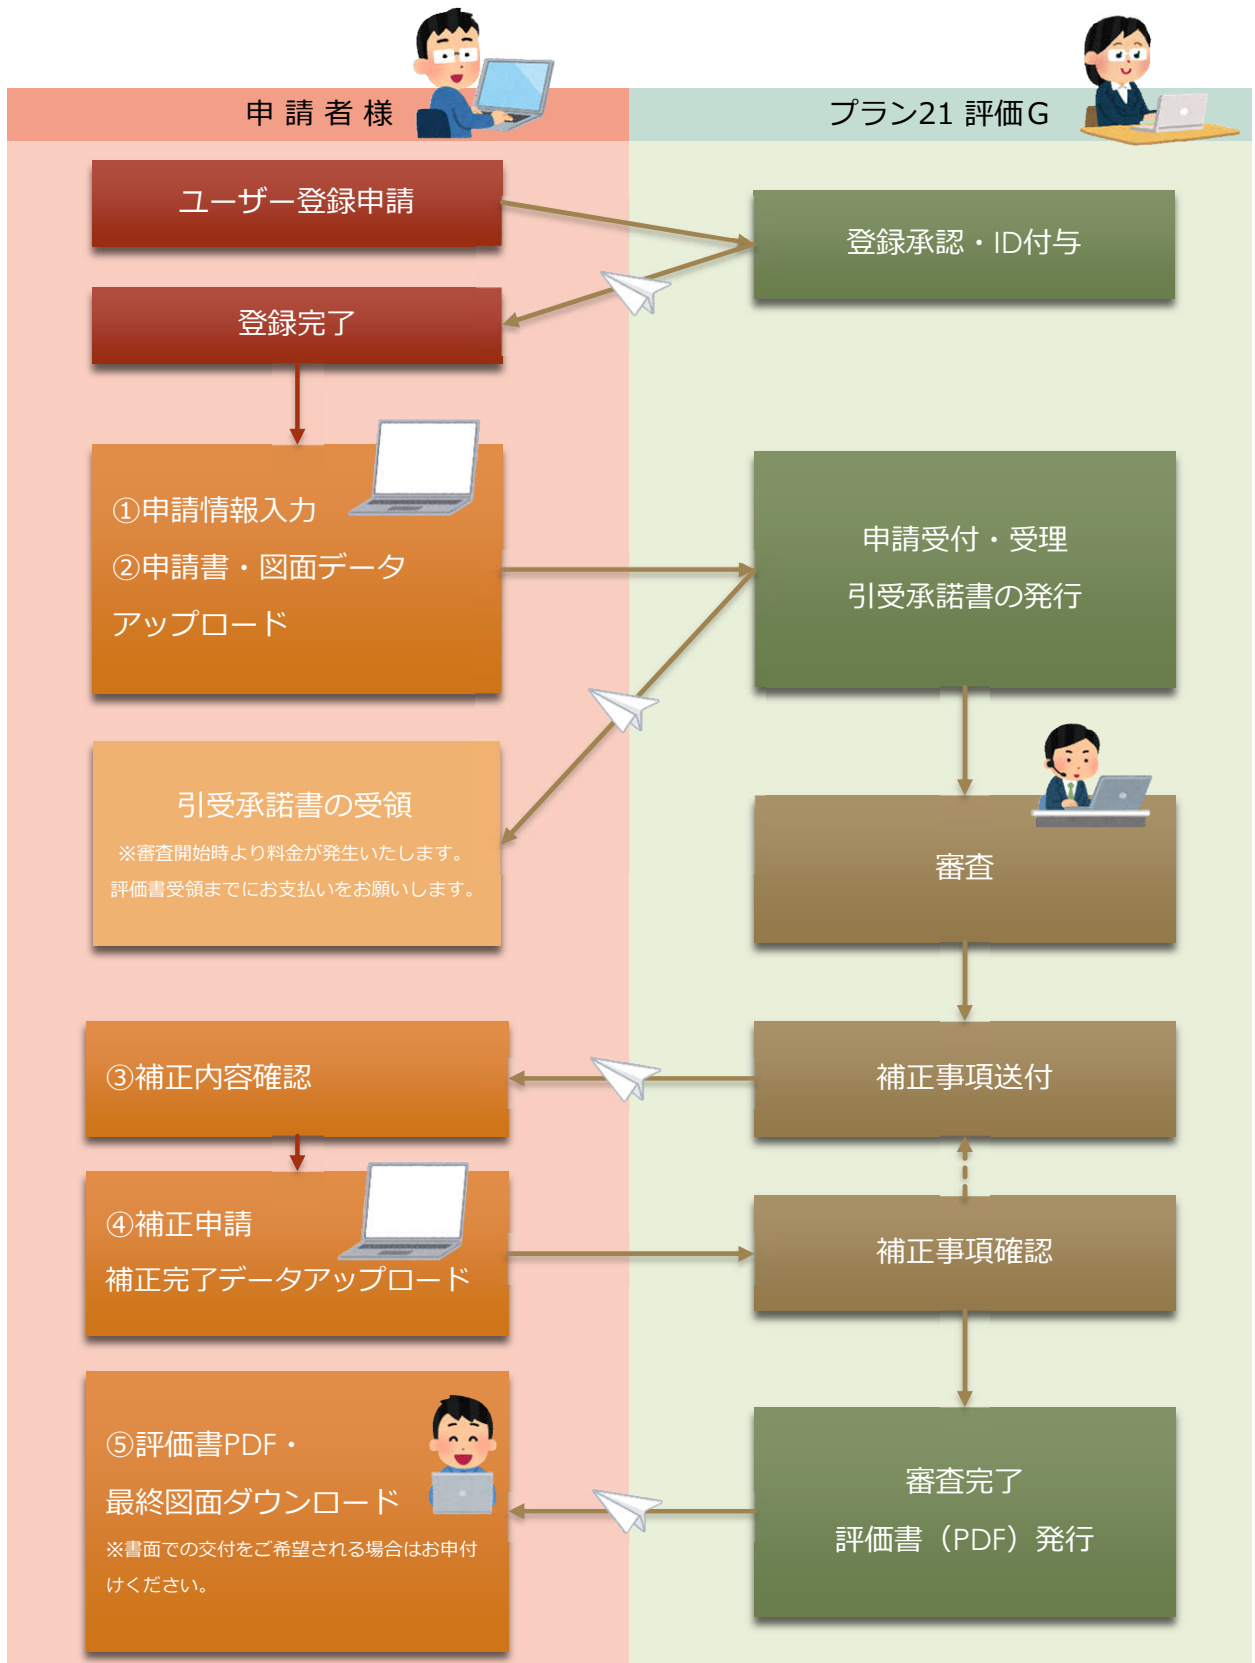 申請者様
プラン21 評価G
ユーザー登録申請
登録承認・ID付与
登録完了
①申請情報入力
②申請書・図面データ
アップロード
申請受付・受理
引受承諾書の発行
引受承諾書の受領
※審査開始時より料金が発生いたします。
評価書受領までにお支払いをお願いします。
審査
③補正内容確認
補正事項送付
④補正申請
補正完了データアップロード
補正事項確認
⑤評価書PDF・
最終図面ダウンロード
※書面での交付をご希望される場合はお申付
けください。
審査完了
評価書（PDF）発行